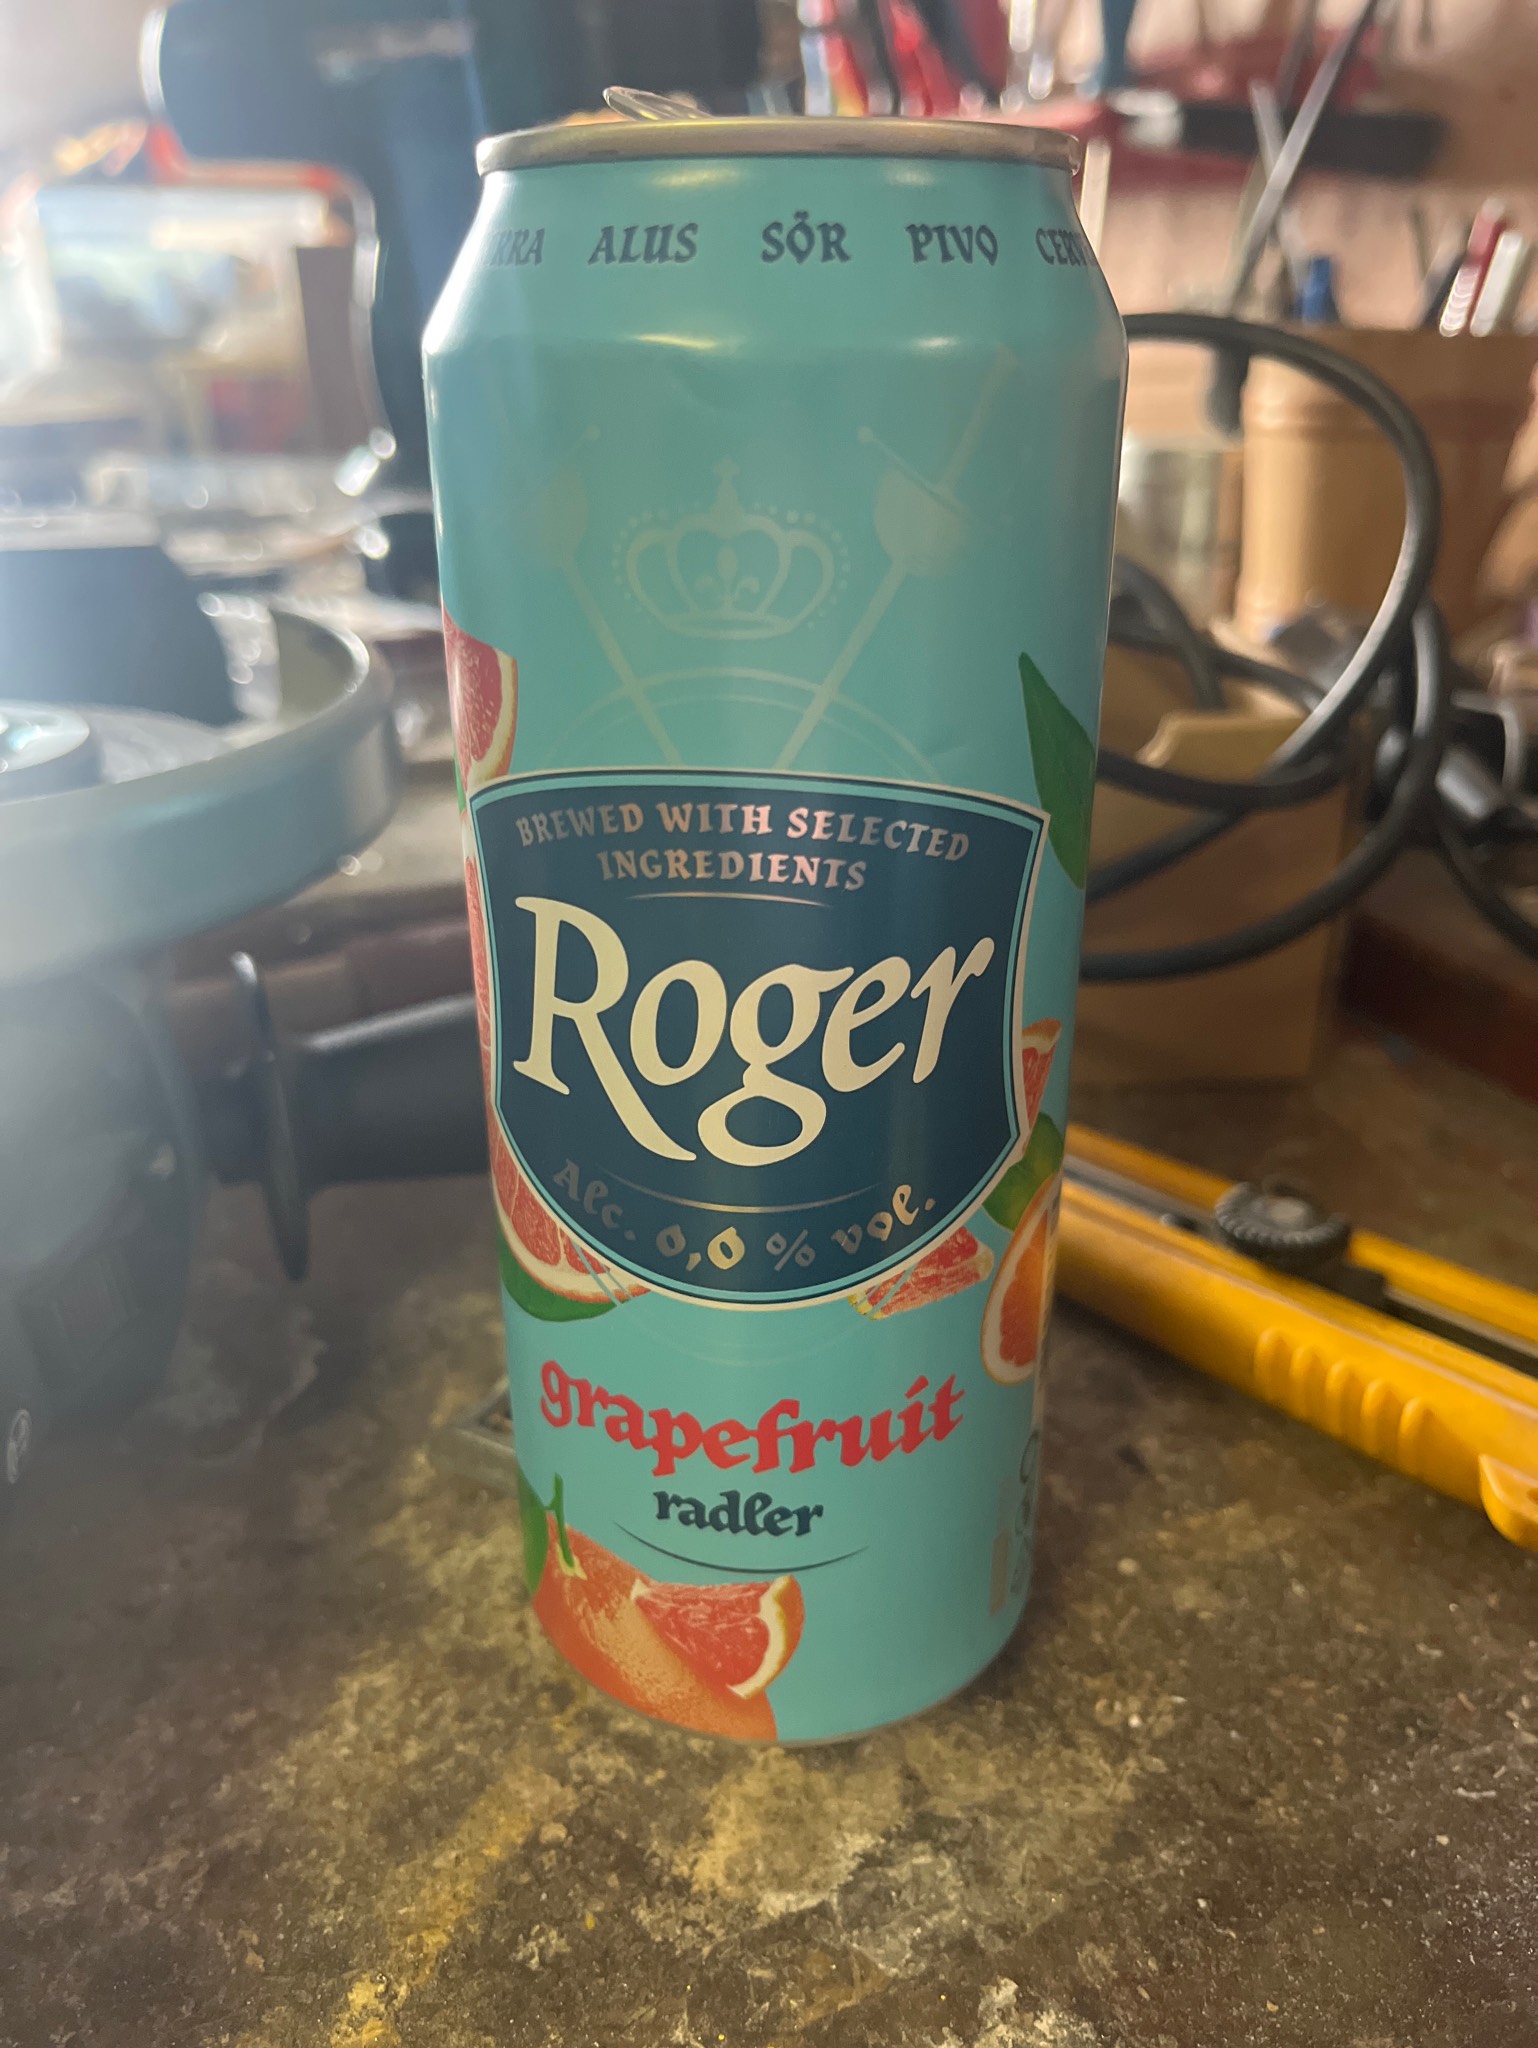 ALUS SÖR PIVO
BREWED WITH SELECTED
INGREDIENTS
Roger
Alc. 0,0 % vol.
grapefruit
radler